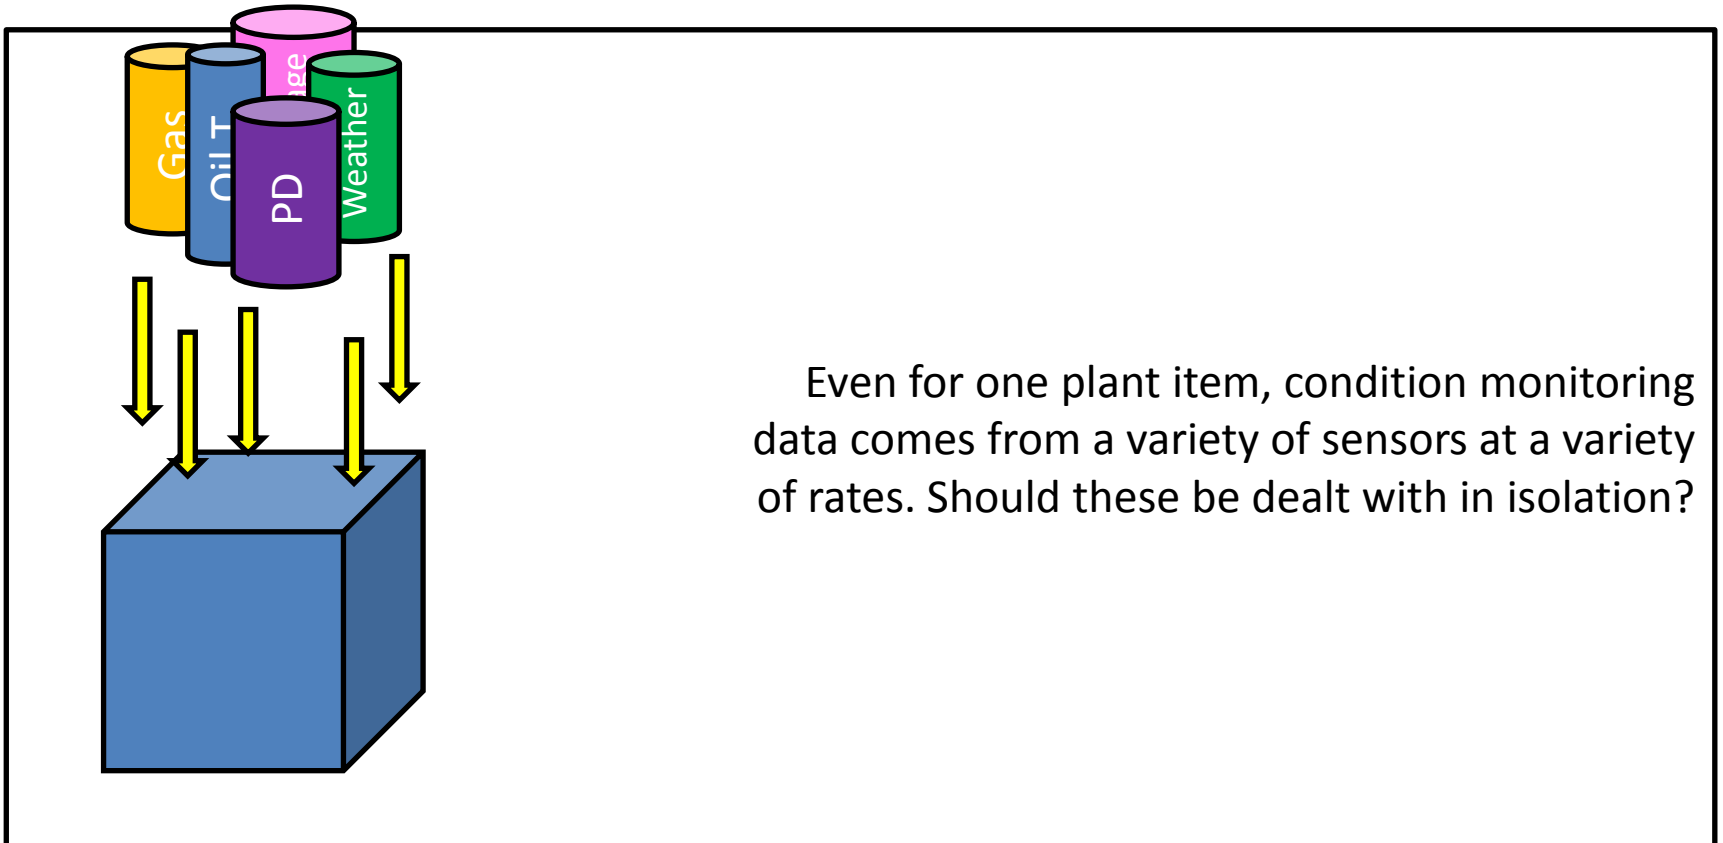 Gas
Oil T
PD
Weather
Even for one plant item, condition monitoring
data comes from a variety of sensors at a variety
of rates. Should these be dealt with in isolation?